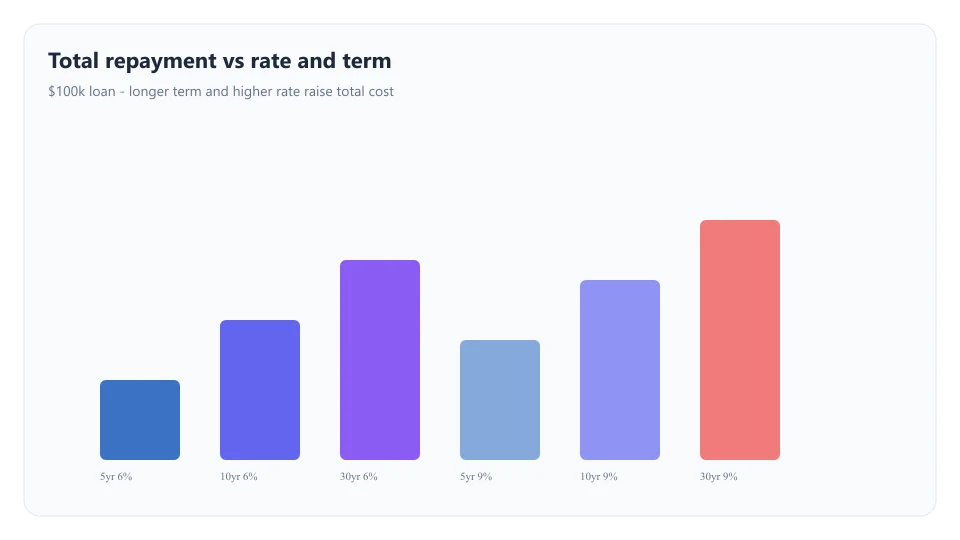 Total repayment vs rate and term
$100k loan - longer term and higher rate raise total cost
5yr 6%
10yr 6%
30yr 6%
5yr 9%
10yr 9%
30yr 9%